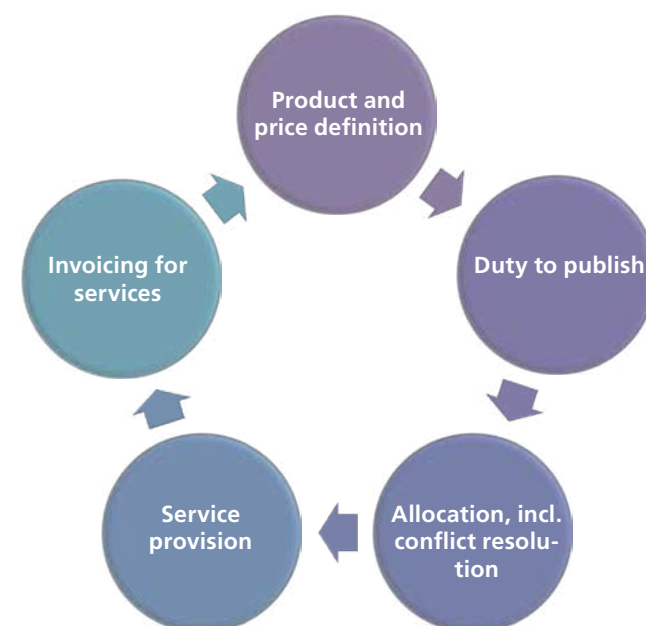 Product and
price definition
Duty to publish
Allocation, incl.
conflict resolu-
tion
Service
provision
Invoicing for
services